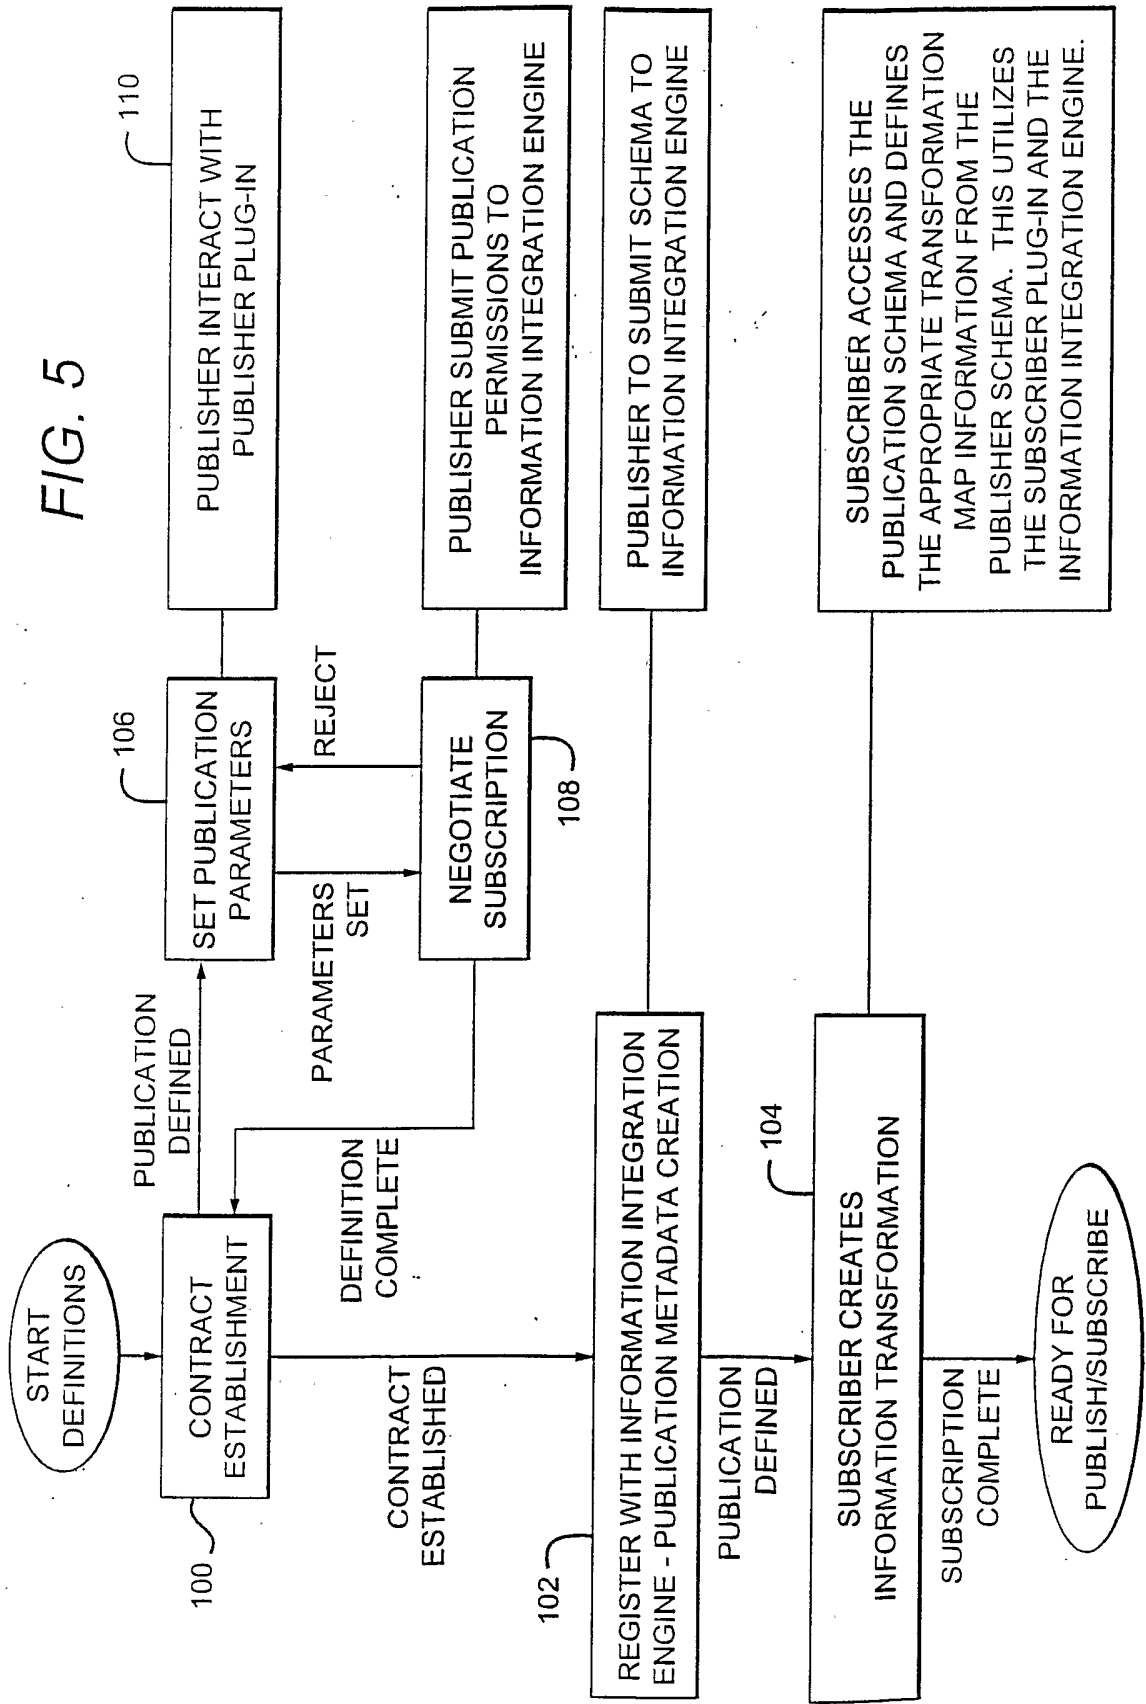 FIG. 5
START
DEFINITIONS
100
CONTRACT
ESTABLISHMENT
PUBLICATION
DEFINED
106
SET PUBLICATION
PARAMETERS
110
PUBLISHER INTERACT WITH
PUBLISHER PLUG-IN
PARAMETERS
SET
REJECT
DEFINITION
COMPLETE
NEGOTIATE
SUBSCRIPTION
108
PUBLISHER SUBMIT PUBLICATION
PERMISSIONS TO
INFORMATION INTEGRATION ENGINE
CONTRACT
ESTABLISHED
102
REGISTER WITH INFORMATION INTEGRATION
ENGINE - PUBLICATION METADATA CREATION
PUBLISHER TO SUBMIT SCHEMA TO
INFORMATION INTEGRATION ENGINE
PUBLICATION
DEFINED
104
SUBSCRIBER CREATES
INFORMATION TRANSFORMATION
SUBSCRIBER ACCESSES THE
PUBLICATION SCHEMA AND DEFINES
THE APPROPRIATE TRANSFORMATION
MAP INFORMATION FROM THE
PUBLISHER SCHEMA. THIS UTILIZES
THE SUBSCRIBER PLUG-IN AND THE
INFORMATION INTEGRATION ENGINE.
SUBSCRIPTION
COMPLETE
READY FOR
PUBLISH/SUBSCRIBE